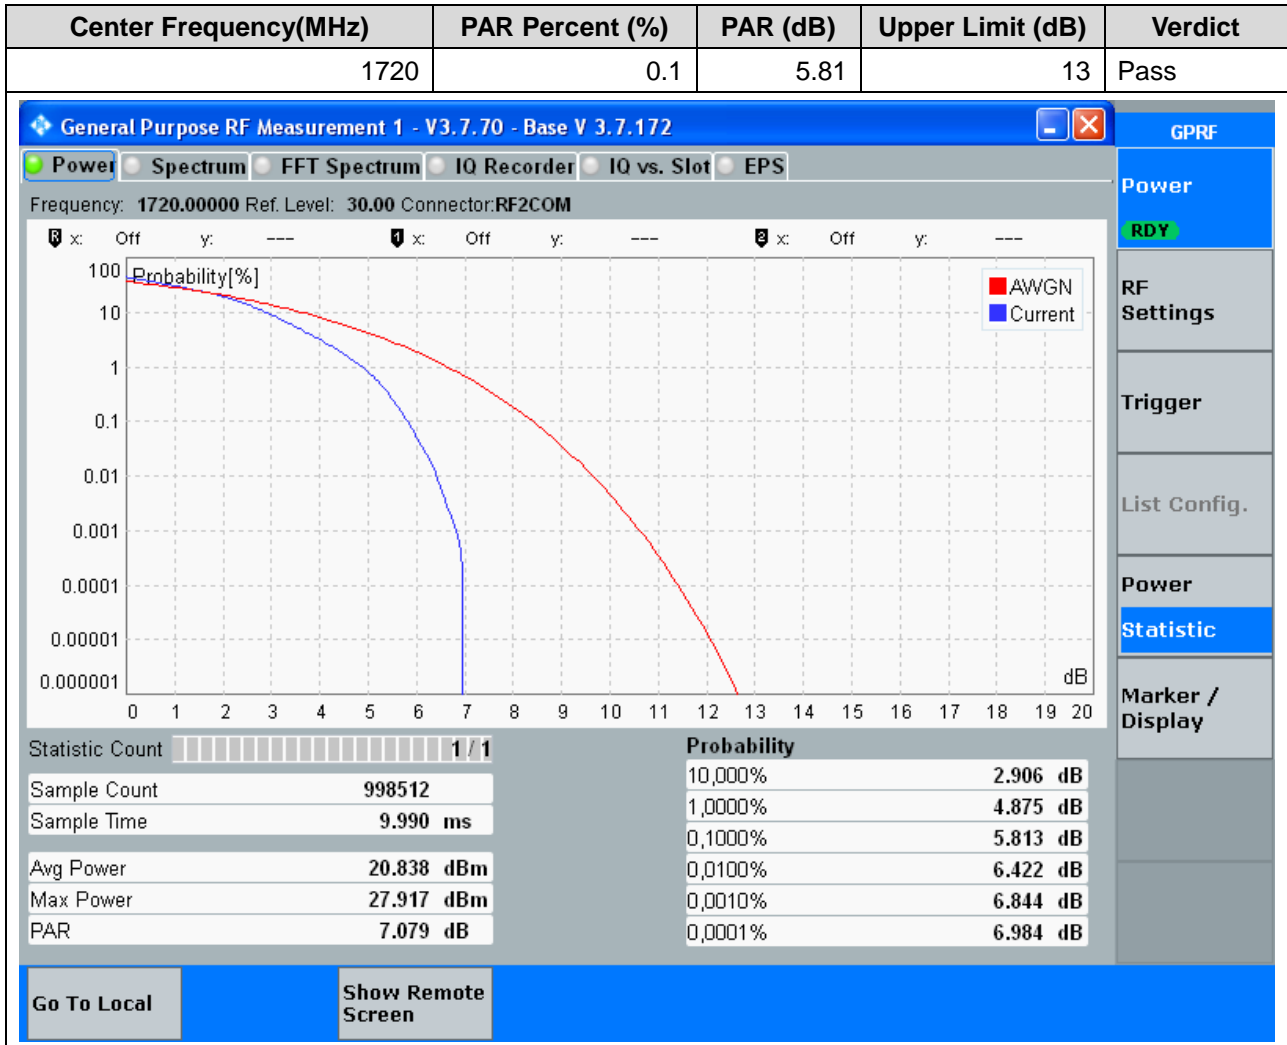 Center Frequency(MHz) PAR Percent (%) PAR (dB) Upper Limit (dB) Verdict
1720 0.1 5.81 13 Pass
General Purpose RF Measurement 1 - V3.7.70 - Base V 3.7.172
GPRF
Power Spectrum FFT Spectrum IQ Recorder IQ vs. Slot EPS
Frequency: 1720.00000 Ref. Level: 30.00 Connector:RF2COM
R x: Off y: --- 1 x: Off y: --- 2 x: Off y: ---
Probability[%]
AWGN
Current
100
10
1
0.1
0.01
0.001
0.0001
0.00001
0.000001
dB
0 1 2 3 4 5 6 7 8 9 10 11 12 13 14 15 16 17 18 19 20
Statistic Count 1 / 1
Sample Count 998512
Sample Time 9.990 ms
Avg Power 20.838 dBm
Max Power 27.917 dBm
PAR 7.079 dB
Probability
10,000% 2.906 dB
1,0000% 4.875 dB
0,1000% 5.813 dB
0,0100% 6.422 dB
0,0010% 6.844 dB
0,0001% 6.984 dB
Power
RDY
RF
Settings
Trigger
List Config.
Power
Statistic
Marker /
Display
Go To Local
Show Remote
Screen